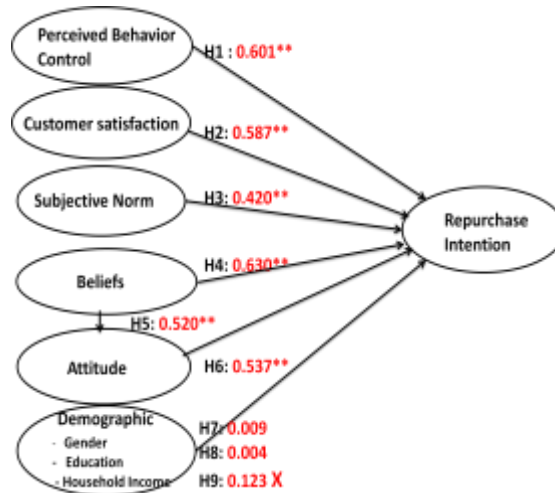 Perceived Behavior
Control
H1 : 0.601**
Customer satisfaction
H2: 0.587**
Subjective Norm
H3: 0.420**
Repurchase
Intention
Beliefs
H4: 0.630**
H5: 0.520**
Attitude
H6: 0.537**
Demographic
- Gender
- Education
- Household Income
H7: 0.009
H8: 0.004
H9: 0.123 X